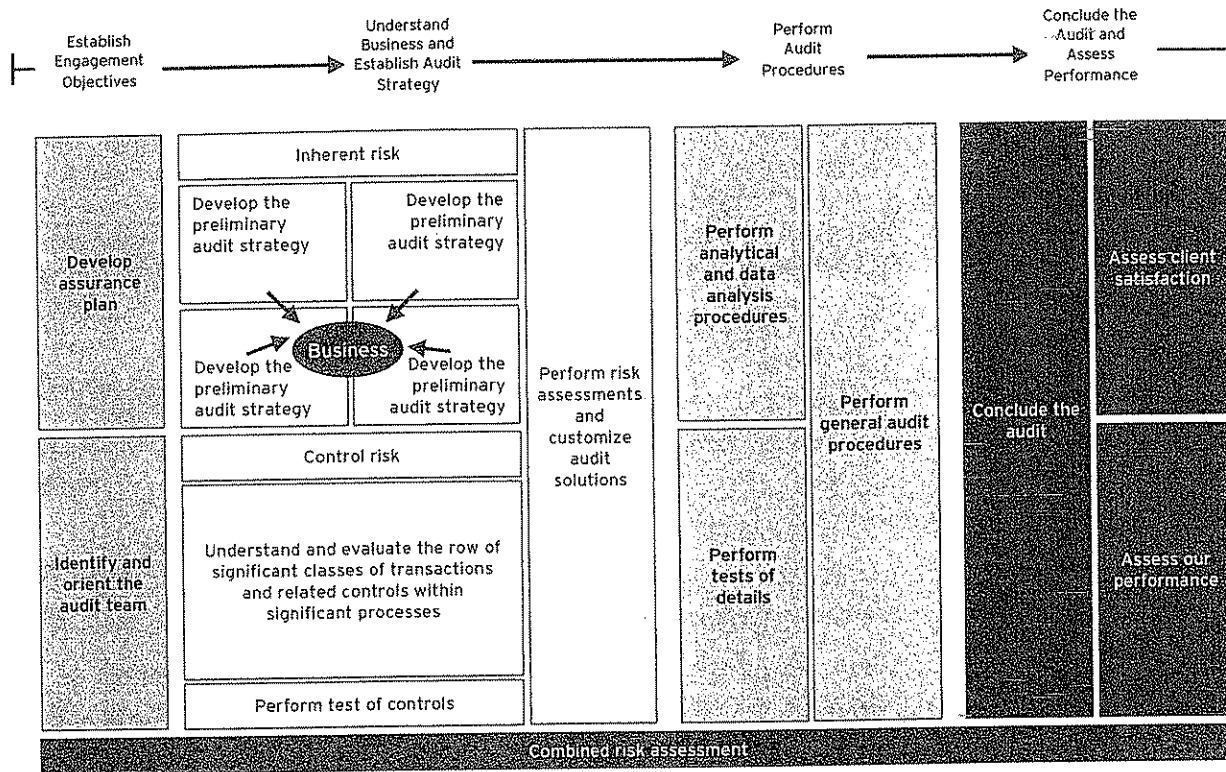 Establish
Engagement
Objectives
Understand
Business and
Establish Audit
Strategy
Perform
Audit
Procedures
Conclude the
Audit and
Assess
Performance
Develop
assurance
plan
Identify and
orient the
audit team
Inherent risk
Develop the
preliminary
audit strategy
Develop the
preliminary
audit strategy
Business
Develop the
preliminary
audit strategy
Develop the
preliminary
audit strategy
Control risk
Understand and evaluate the row of
significant classes of transactions
and related controls within
significant processes
Perform test of controls
Perform risk
assessments
and
customize
audit
solutions
Perform
analytical
and data
analysis
procedures
Perform
tests of
details
Perform
general audit
procedures
Conclude the
audit
Assess client
satisfaction
Assess our
performance
Combined risk assessment